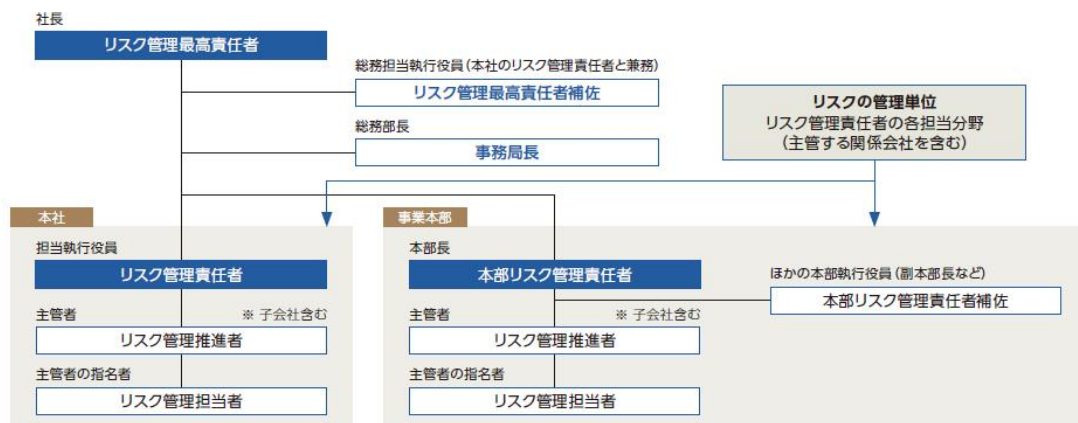 社長
リスク管理最高責任者
総務担当執行役員(本社のリスク管理責任者と兼務)
リスク管理最高責任者補佐
総務部長
事務局長
リスクの管理単位
リスク管理責任者の各担当分野
(主管する関係会社を含む)
本社
担当執行役員
リスク管理責任者
主管者 ※ 子会社含む
リスク管理推進者
主管者の指名者
リスク管理担当者
事業本部
本部長
本部リスク管理責任者
ほかの本部執行役員(副本部長など)
本部リスク管理責任者補佐
主管者 ※ 子会社含む
リスク管理推進者
主管者の指名者
リスク管理担当者